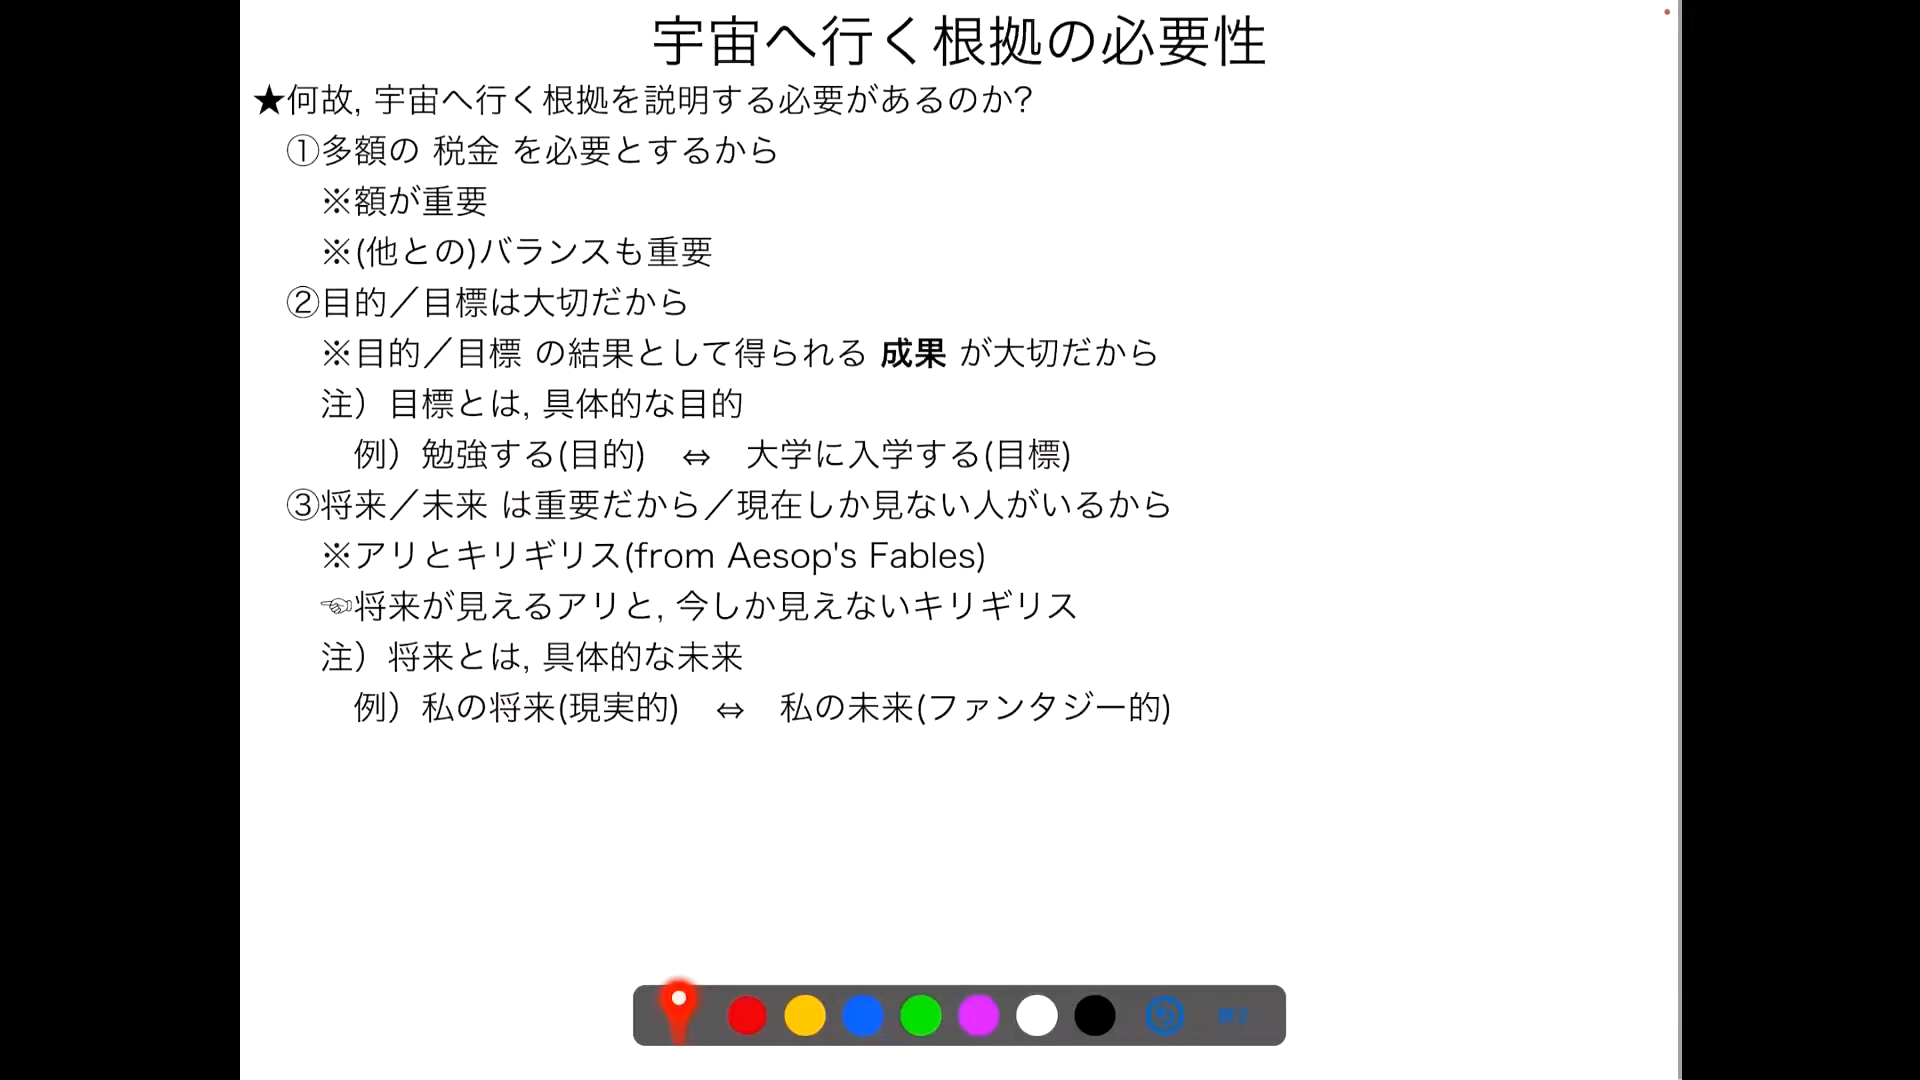 宇宙へ行く根拠の必要性
★何故, 宇宙へ行く根拠を説明する必要があるのか?
①多額の 税金 を必要とするから
※額が重要
※(他との)バランスも重要
②目的／目標は大切だから
※目的／目標 の結果として得られる 成果 が大切だから
注）目標とは, 具体的な目的
例）勉強する(目的)　⇔　大学に入学する(目標)
③将来／未来 は重要だから／現在しか見ない人がいるから
※アリとキリギリス(from Aesop's Fables)
☜将来が見えるアリと, 今しか見えないキリギリス
注）将来とは, 具体的な未来
例）私の将来(現実的)　⇔　私の未来(ファンタジー的)
終了